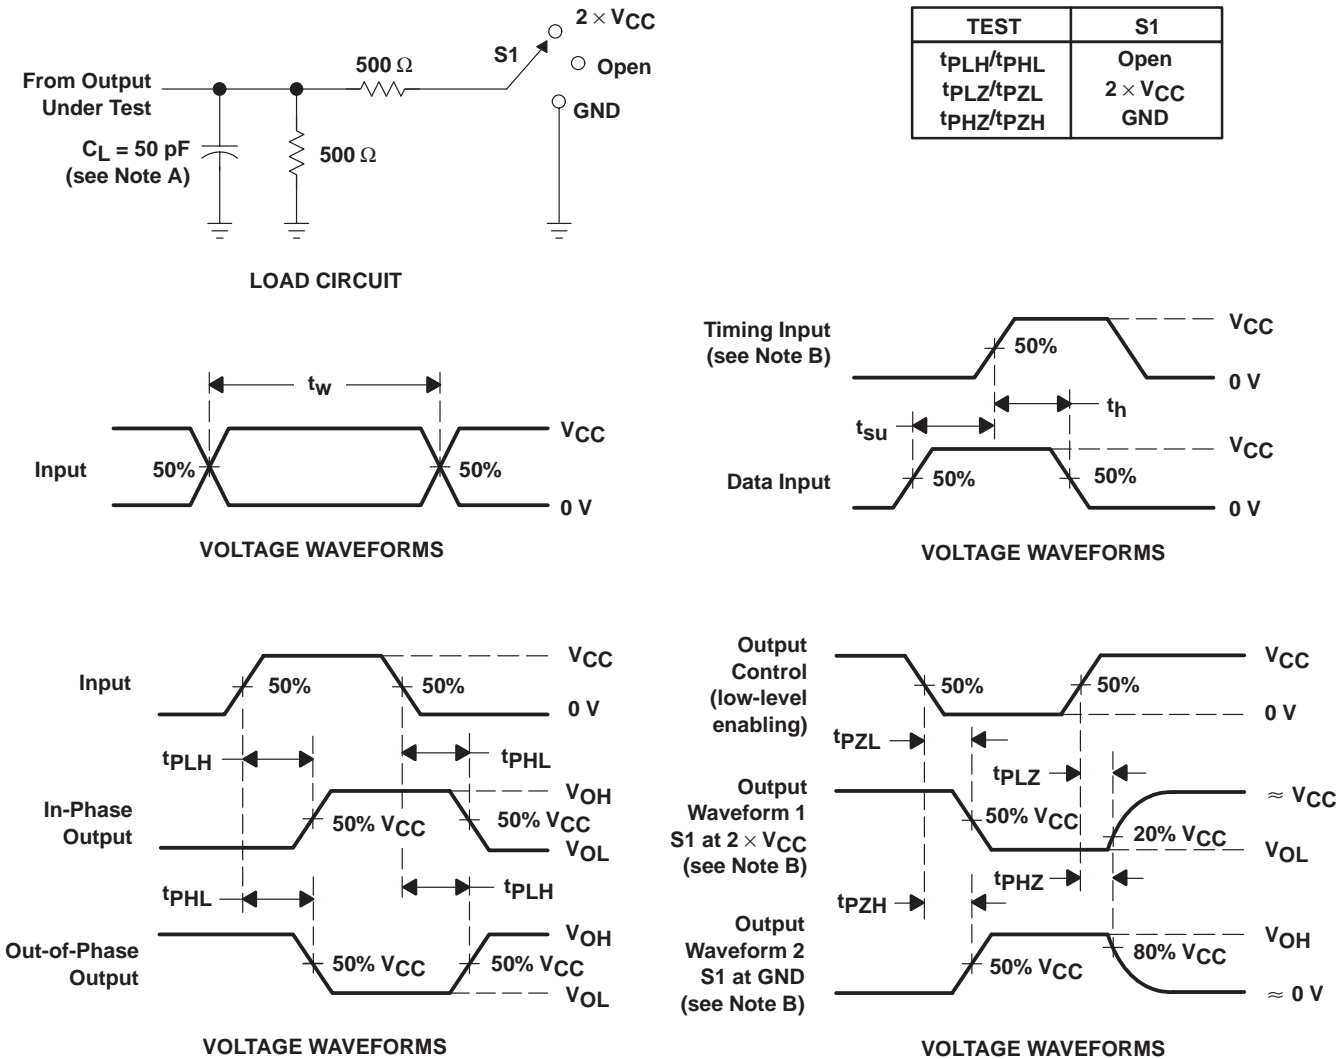 2 × VCC
S1
500 Ω
Open
From Output
Under Test
GND
CL = 50 pF
(see Note A)
500 Ω
LOAD CIRCUIT
TEST S1
tPLH/tPHL Open
tPLZ/tPZL 2 × VCC
tPHZ/tPZH GND
tw
VCC
Input
50%
50%
0 V
VOLTAGE WAVEFORMS
Timing Input
(see Note B)
50%
VCC
0 V
th
tsu
VCC
Data Input
50%
50%
0 V
VOLTAGE WAVEFORMS
Input
50%
50%
VCC
0 V
tPLH
tPHL
In-Phase
Output
50% VCC
VOH
50% VCC
VOL
tPHL
tPLH
Out-of-Phase
Output
50% VCC
VOH
50% VCC
VOL
VOLTAGE WAVEFORMS
Output
Control
(low-level
enabling)
50%
50%
VCC
0 V
tPZL
tPLZ
Output
Waveform 1
S1 at 2 × VCC
(see Note B)
50% VCC
≈ VCC
20% VCC
VOL
tPHZ
tPZH
Output
Waveform 2
S1 at GND
(see Note B)
50% VCC
VOH
80% VCC
≈ 0 V
VOLTAGE WAVEFORMS